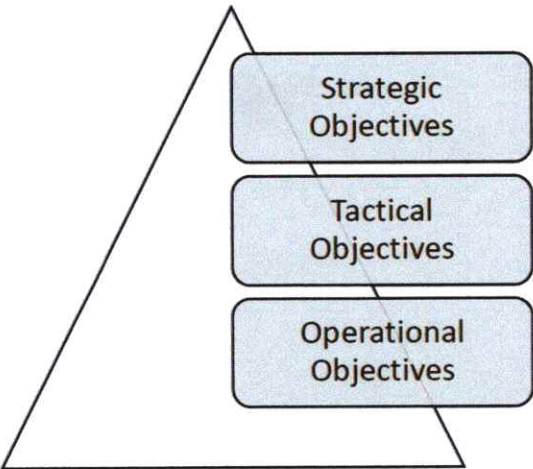 Strategic
Objectives
Tactical
Objectives
Operational
Objectives